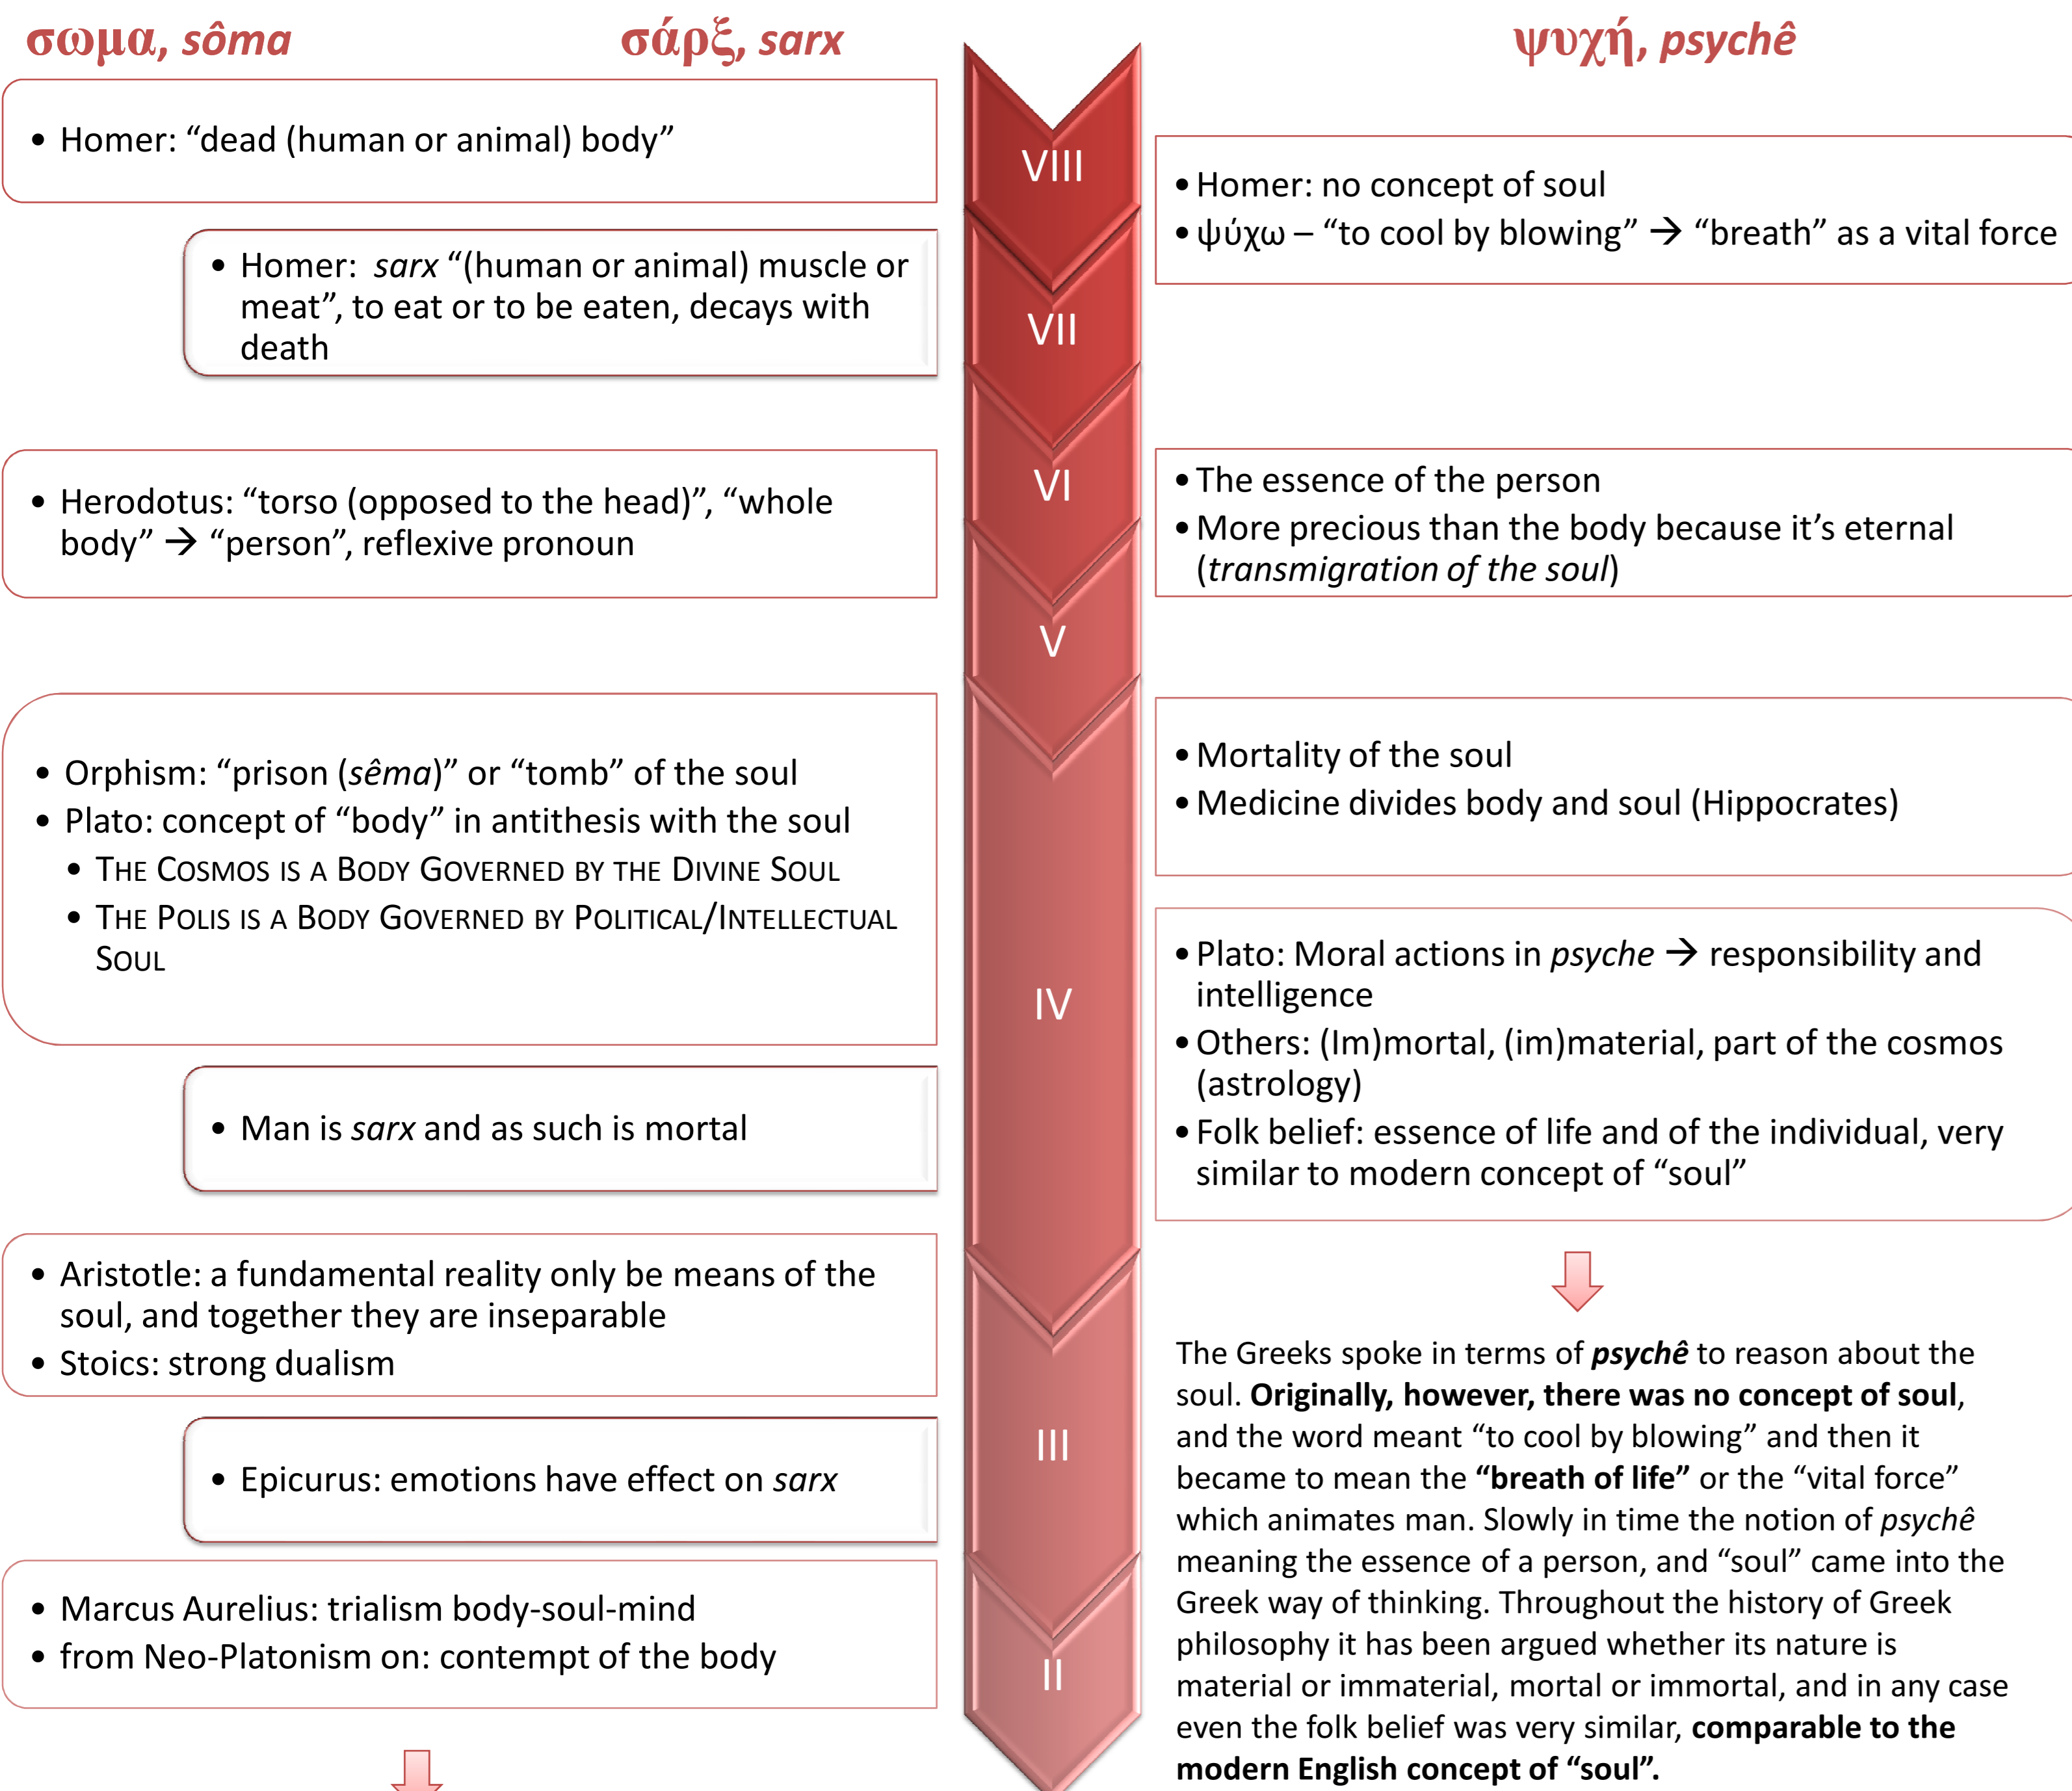 σωμα, sôma
σάρξ, sarx
ψυχή, psychê
• Homer: “dead (human or animal) body”
• Homer: sarx “(human or animal) muscle or
meat”, to eat or to be eaten, decays with
death
• Herodotus: “torso (opposed to the head)”, “whole
body” → “person”, reflexive pronoun
• Orphism: “prison (sêma)” or “tomb” of the soul
• Plato: concept of “body” in antithesis with the soul
• THE COSMOS IS A BODY GOVERNED BY THE DIVINE SOUL
• THE POLIS IS A BODY GOVERNED BY POLITICAL/INTELLECTUAL
SOUL
• Man is sarx and as such is mortal
• Aristotle: a fundamental reality only be means of the
soul, and together they are inseparable
• Stoics: strong dualism
• Epicurus: emotions have effect on sarx
• Marcus Aurelius: trialism body-soul-mind
• from Neo-Platonism on: contempt of the body
VIII
VII
VI
V
IV
III
II
• Homer: no concept of soul
• ψύχω – “to cool by blowing” → “breath” as a vital force
• The essence of the person
• More precious than the body because it’s eternal
(transmigration of the soul)
• Mortality of the soul
• Medicine divides body and soul (Hippocrates)
• Plato: Moral actions in psyche → responsibility and
intelligence
• Others: (Im)mortal, (im)material, part of the cosmos
(astrology)
• Folk belief: essence of life and of the individual, very
similar to modern concept of “soul”
The Greeks spoke in terms of psychê to reason about the
soul. Originally, however, there was no concept of soul,
and the word meant “to cool by blowing” and then it
became to mean the “breath of life” or the “vital force”
which animates man. Slowly in time the notion of psychê
meaning the essence of a person, and “soul” came into the
Greek way of thinking. Throughout the history of Greek
philosophy it has been argued whether its nature is
material or immaterial, mortal or immortal, and in any case
even the folk belief was very similar, comparable to the
modern English concept of “soul”.